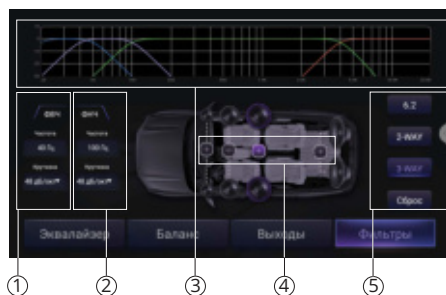 ФВЧ ФНЧ
Частота Частота
40 Гц 100 Гц
Крутизна Крутизна
48 дБ/окт 48 дБ/окт
6.2
2-WAY
3-WAY
Сброс
Эквалайзер Баланс Выходы Фильтры
1 2 3 4 5